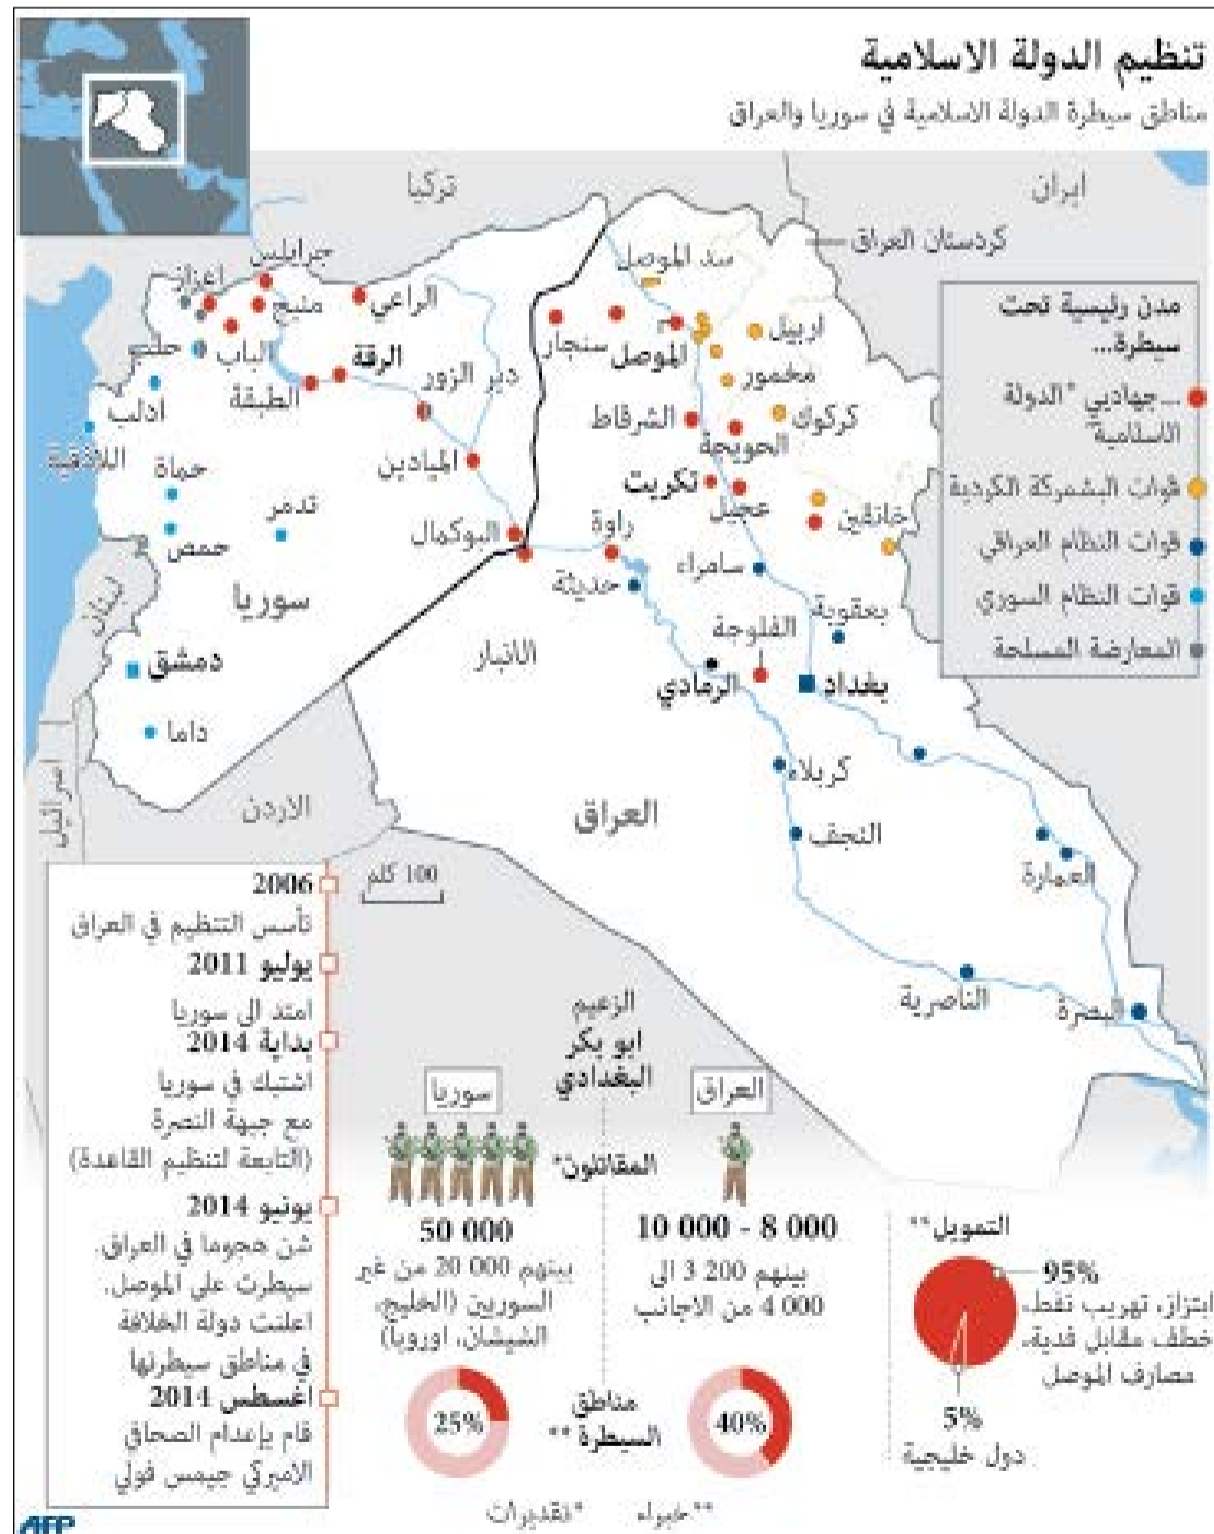 تنظيم الدولة الاسلامية
مناطق سيطرة الدولة الاسلامية في سوريا والعراق
تركيا
ايران
كردستان العراق
سد الموصل
جرابلس
اعزاز
منبج
الراعي
حلب
الباب
الرقة
الطبقة
دير الزور
سنجار
الموصل
اربيل
مخمور
كركوك
الشرقاط
الحويجة
ادلب
اللاذقية
حماة
الميادين
تكريت
عجيل
خانقين
تدمر
حمص
البوكمال
راوة
حديثة
سامراء
بعقوبة
لبنان
سوريا
الانبار
الفلوجة
الرمادي
بغداد
دمشق
داما
كربلاء
النجف
العمارة
العراق
الاردن
اسرائيل
الناصرية
البصرة
100 كلم
مدن رئيسية تحت
سيطرة...
...جهاديي "الدولة
الاسلامية"
قوات البشمركة الكردية
قوات النظام العراقي
قوات النظام السوري
المعارضة المسلحة
2006
تأسس التنظيم في العراق
يوليو 2011
امتد الى سوريا
بداية 2014
اشتبك في سوريا
مع جبهة النصرة
(التابعة لتنظيم القاعدة)
يونيو 2014
شن هجوما في العراق.
سيطرت على الموصل.
اعلنت دولة الخلافة
في مناطق سيطرتها
اغسطس 2014
قام بإعدام الصحافي
الاميركي جيمس فولي
الزعيم
ابو بكر
البغدادي
العراق
سوريا
المقاتلون*
10 000 - 8 000
بينهم 200 3 الى
000 4 من الاجانب
50 000
بينهم 000 20 من غير
السوريين (الخليج،
الشيشان، اوروبا)
مناطق
السيطرة**
40%
25%
التمويل**
95%
ابتزاز، تهريب نفط،
خطف مقابل فدية،
مصارف الموصل
5%
دول خليجية
**خبراء
*تقديرات
AFP